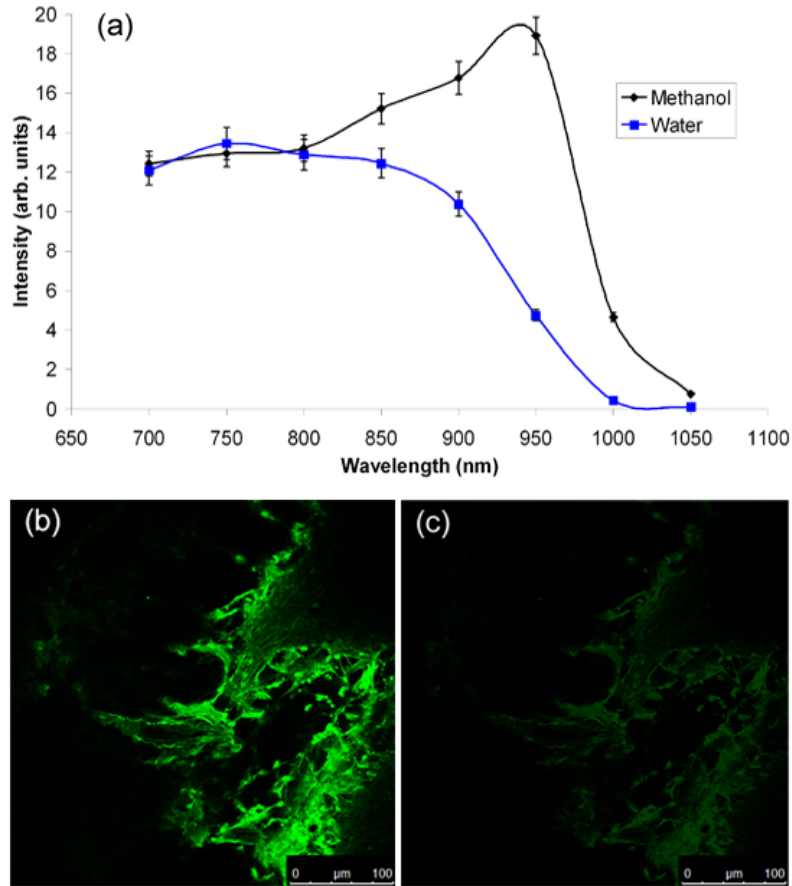 (a)
20
18
16
14
12
10
8
6
4
2
0
Intensity (arb. units)
Methanol
Water
650 700 750 800 850 900 950 1000 1050 1100
Wavelength (nm)
(b)
(c)
0 µm 100
0 µm 100